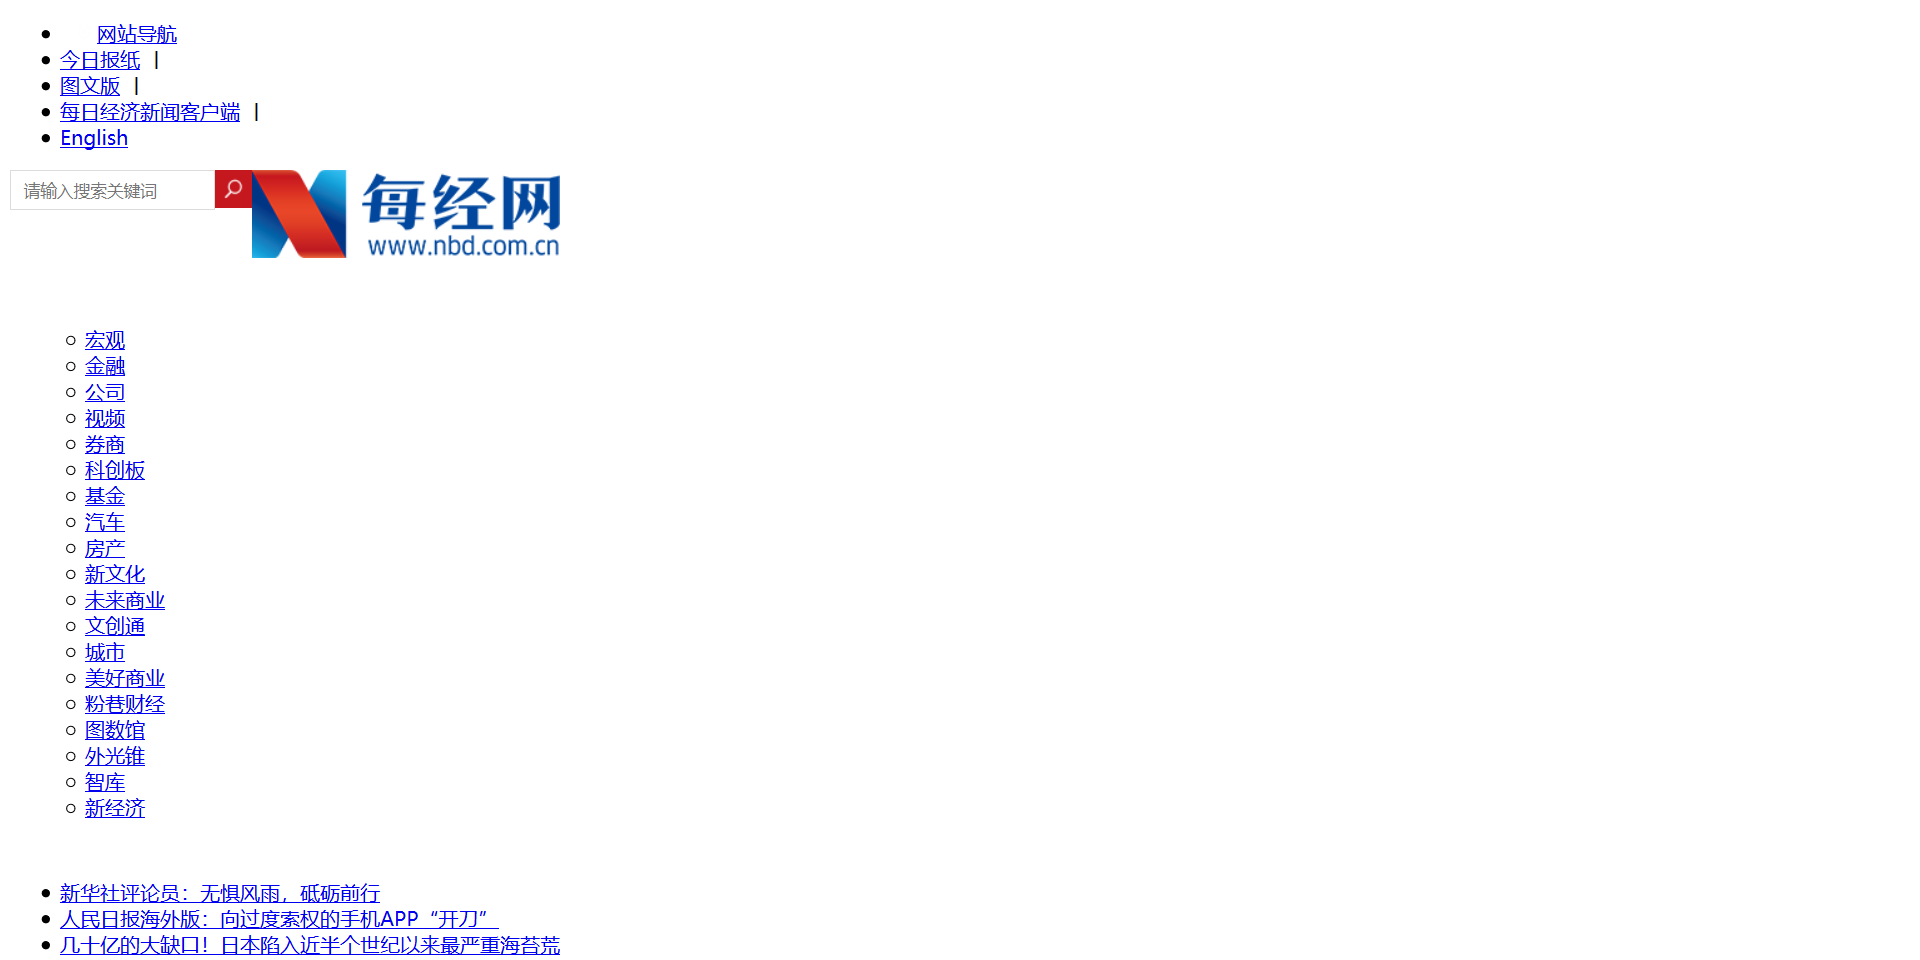 网站导航
今日报纸 |
图文版 |
每日经济新闻客户端 |
English
请输入搜索关键词
每经网
www.nbd.com.cn
宏观
金融
公司
视频
券商
科创板
基金
汽车
房产
新文化
未来商业
文创通
城市
美好商业
粉巷财经
图数馆
外光锥
智库
新经济
新华社评论员：无惧风雨，砥砺前行
人民日报海外版：向过度索权的手机APP“开刀”
几十亿的大缺口！日本陷入近半个世纪以来最严重海苔荒